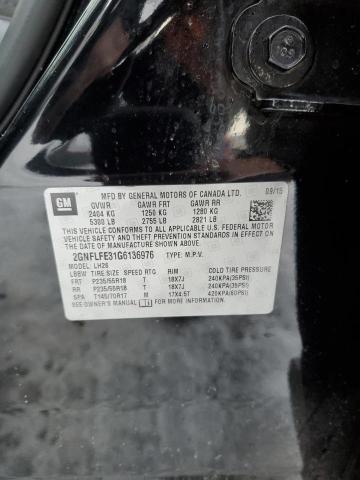 GM
MFD BY GENERAL MOTORS OF CANADA LTD. 09/15
GVWR GAWR FRT GAWR RR
2404 KG 1250 KG 1280 KG
5300 LB 2755 LB 2821 LB
THIS VEHICLE CONFORMS TO ALL APPLICABLE U.S. FEDERAL MOTOR
VEHICLE SAFETY, BUMPER, AND THEFT PREVENTION STANDARDS
IN EFFECT ON THE DATE OF MANUFACTURE SHOWN ABOVE.
2GNFLFE31G6136976 TYPE: M.P.V.
MODEL: LH26
LBBW TIRE SIZE SPEED RTG RIM COLD TIRE PRESSURE
FRT P235/55R18 T 18X7J 240KPA(35PSI)
RR P235/55R18 T 18X7J 240KPA(35PSI)
SPA T145/70R17 M 17X4.5T 420KPA(60PSI)
SEE OWNER'S MANUAL FOR MORE INFORMATION.